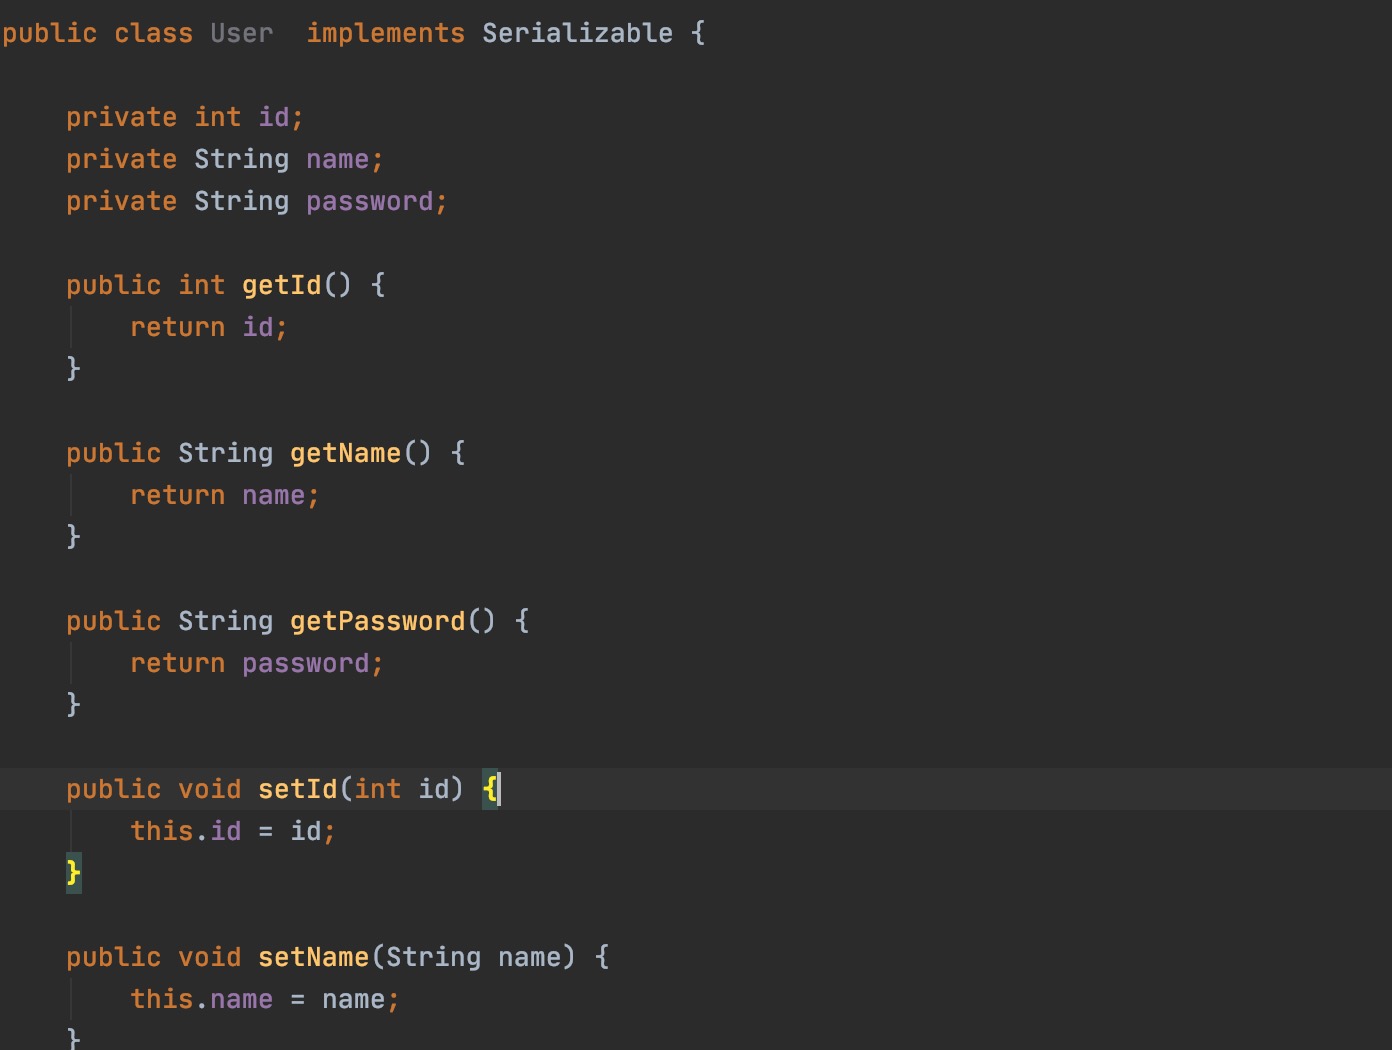 public class User  implements Serializable {
private int id;
private String name;
private String password;
public int getId() {
return id;
}
public String getName() {
return name;
}
public String getPassword() {
return password;
}
public void setId(int id) {
this.id = id;
}
public void setName(String name) {
this.name = name;
}